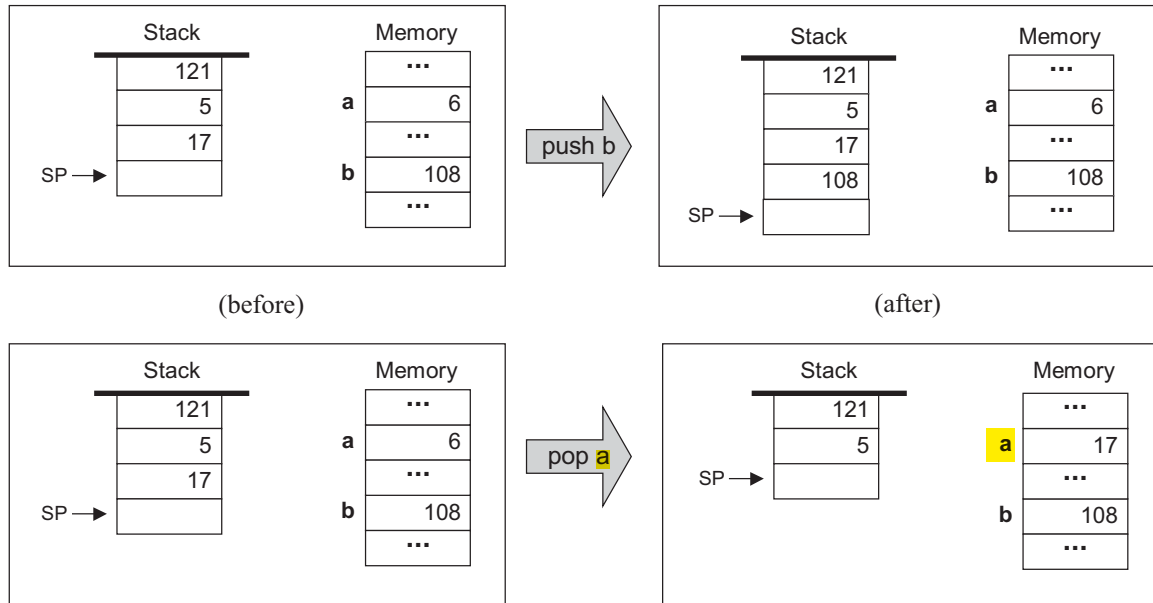 Stack Memory Stack Memory
... ...
121 121
a 6 5 a 6
5
17 ... push b 17 ...
SP b 108 108 b 108
... SP ...
(before) (after)
Stack Memory Stack Memory
121 ... 121 ...
5 a 6 5 a 17
17 ... pop a SP ...
SP b 108 b 108
... ...